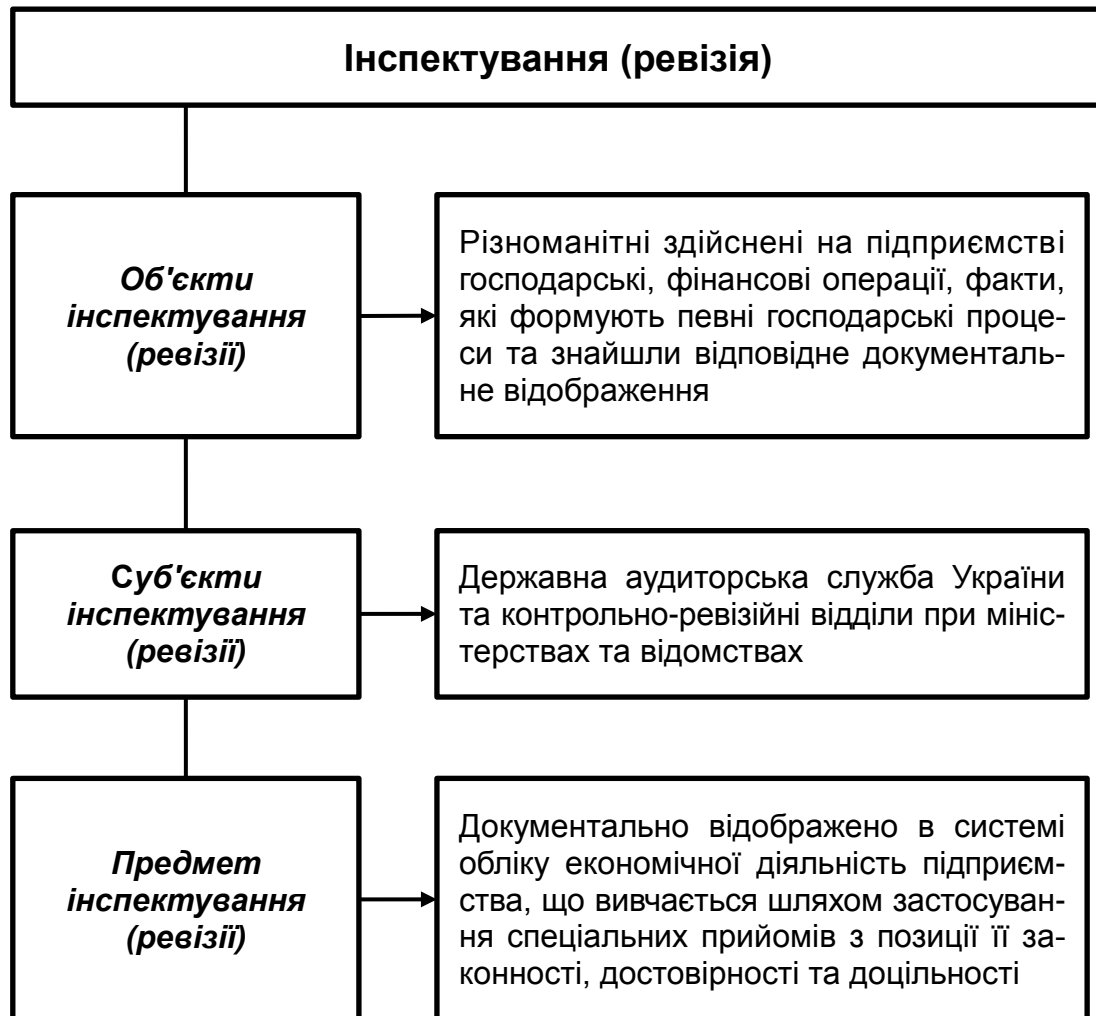 Інспектування (ревізія)
Об'єкти
інспектування
(ревізії)
Різноманітні здійснені на підприємстві
господарські, фінансові операції, факти,
які формують певні господарські проце-
си та знайшли відповідне документаль-
не відображення
Суб'єкти
інспектування
(ревізії)
Державна аудиторська служба України
та контрольно-ревізійні відділи при мініс-
терствах та відомствах
Предмет
інспектування
(ревізії)
Документально відображено в системі
обліку економічної діяльність підприєм-
ства, що вивчається шляхом застосуван-
ня спеціальних прийомів з позиції її за-
конності, достовірності та доцільності